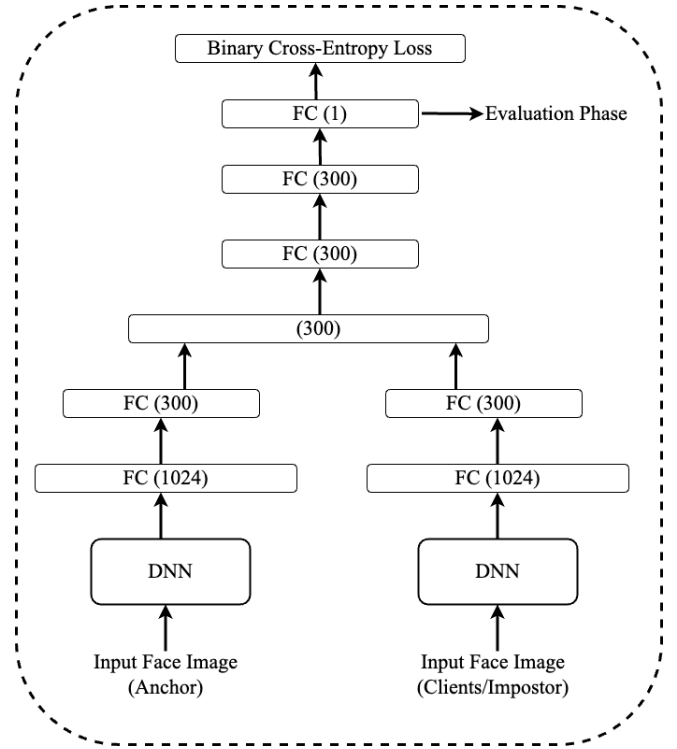 Binary Cross-Entropy Loss
FC (1)
Evaluation Phase
FC (300)
FC (300)
(300)
FC (300)
FC (300)
FC (1024)
FC (1024)
DNN
DNN
Input Face Image
(Anchor)
Input Face Image
(Clients/Impostor)